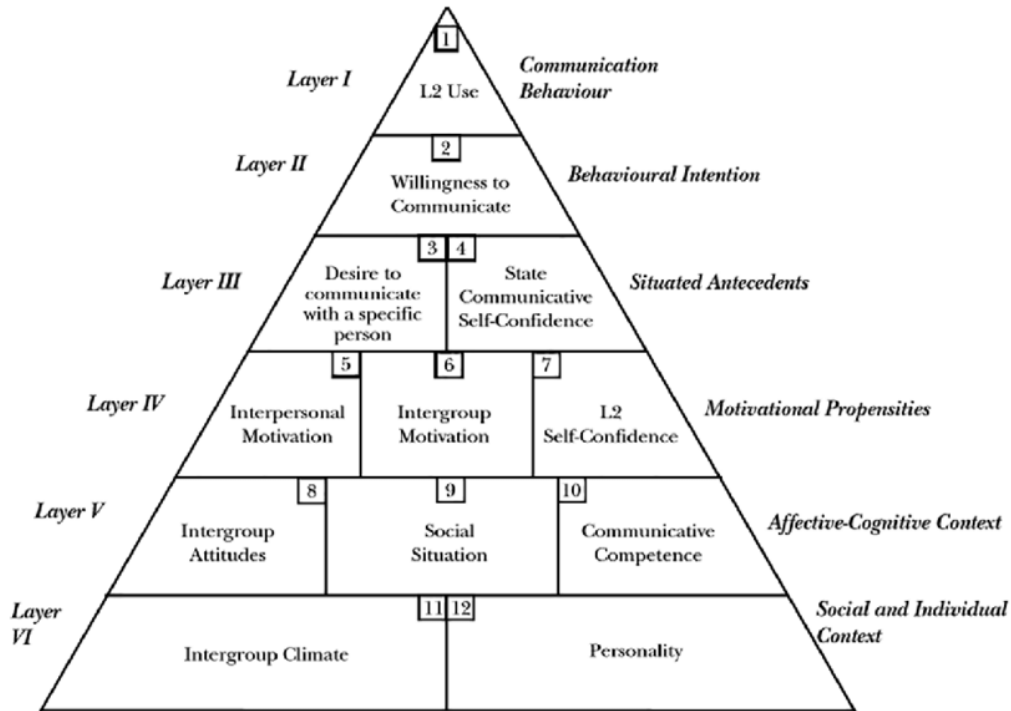 1
Layer I
L2 Use
Communication
Behaviour
2
Layer II
Willingness to
Communicate
Behavioural Intention
3 4
Layer III
Desire to
communicate
with a specific
person
State
Communicative
Self-Confidence
Situated Antecedents
5 6 7
Layer IV
Interpersonal
Motivation
Intergroup
Motivation
L2
Self-Confidence
Motivational Propensities
8 9 10
Layer V
Intergroup
Attitudes
Social
Situation
Communicative
Competence
Affective-Cognitive Context
11 12
Layer
VI
Intergroup Climate
Personality
Social and Individual
Context